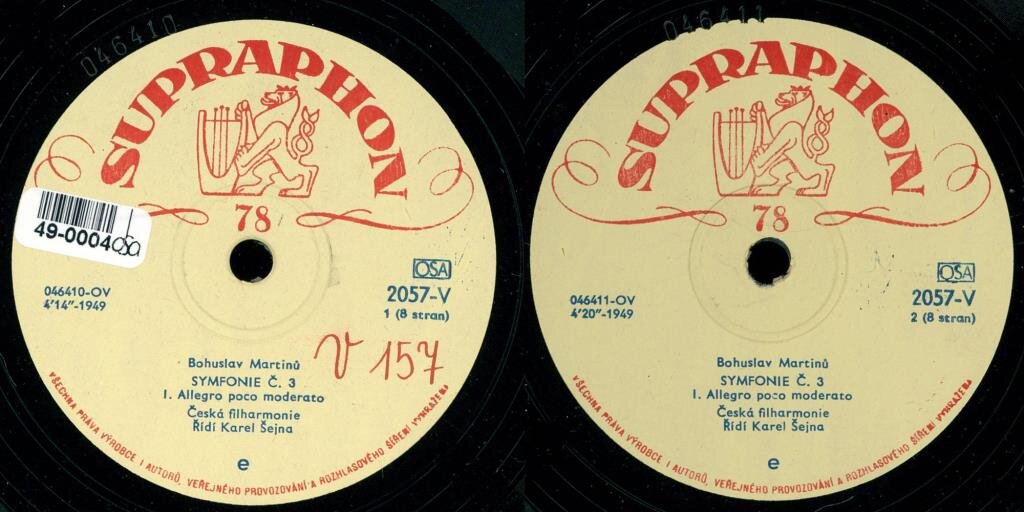 046410
SUPRAPHON
78
49-0004
OSA
2057-V
1 (8 stran)
046410-OV
4'14"-1949
V 157
Bohuslav Martinů
SYMFONIE Č. 3
I. Allegro poco moderato
Česká filharmonie
Řídí Karel Šejna
e
VŠECHNA PRÁVA VÝROBCE I AUTORŮ, VEŘEJNÉHO PROVOZOVÁNÍ A ROZHLASOVÉHO ŠÍŘENÍ VYHRAŽENA
046411
SUPRAPHON
78
OSA
2057-V
2 (8 stran)
046411-OV
4'20"-1949
Bohuslav Martinů
SYMFONIE Č. 3
I. Allegro poco moderato
Česká filharmonie
Řídí Karel Šejna
e
VŠECHNA PRÁVA VÝROBCE I AUTORŮ, VEŘEJNÉHO PROVOZOVÁNÍ A ROZHLASOVÉHO ŠÍŘENÍ VYHRAŽENA